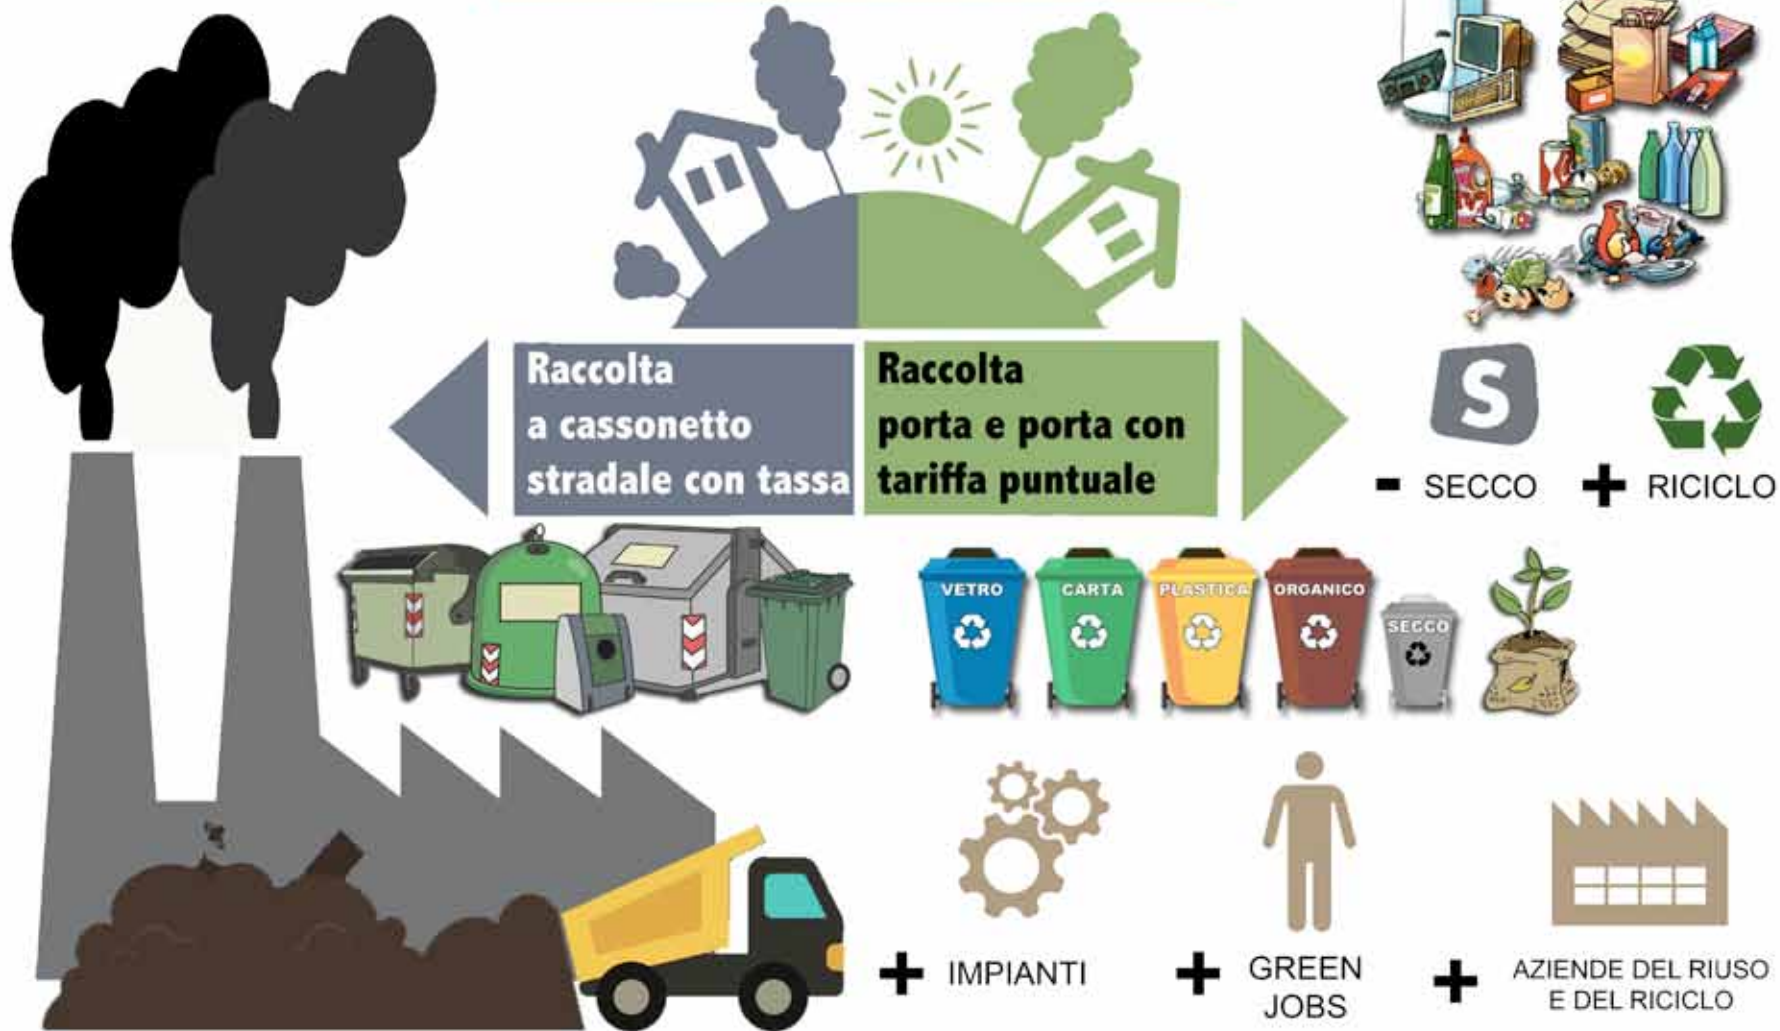 Raccolta
a cassonetto
stradale con tassa
Raccolta
porta e porta con
tariffa puntuale
S
- SECCO
+ RICICLO
VETRO
CARTA
PLASTICA
ORGANICO
SECCO
+ IMPIANTI
+ GREEN
JOBS
+ AZIENDE DEL RIUSO
E DEL RICICLO